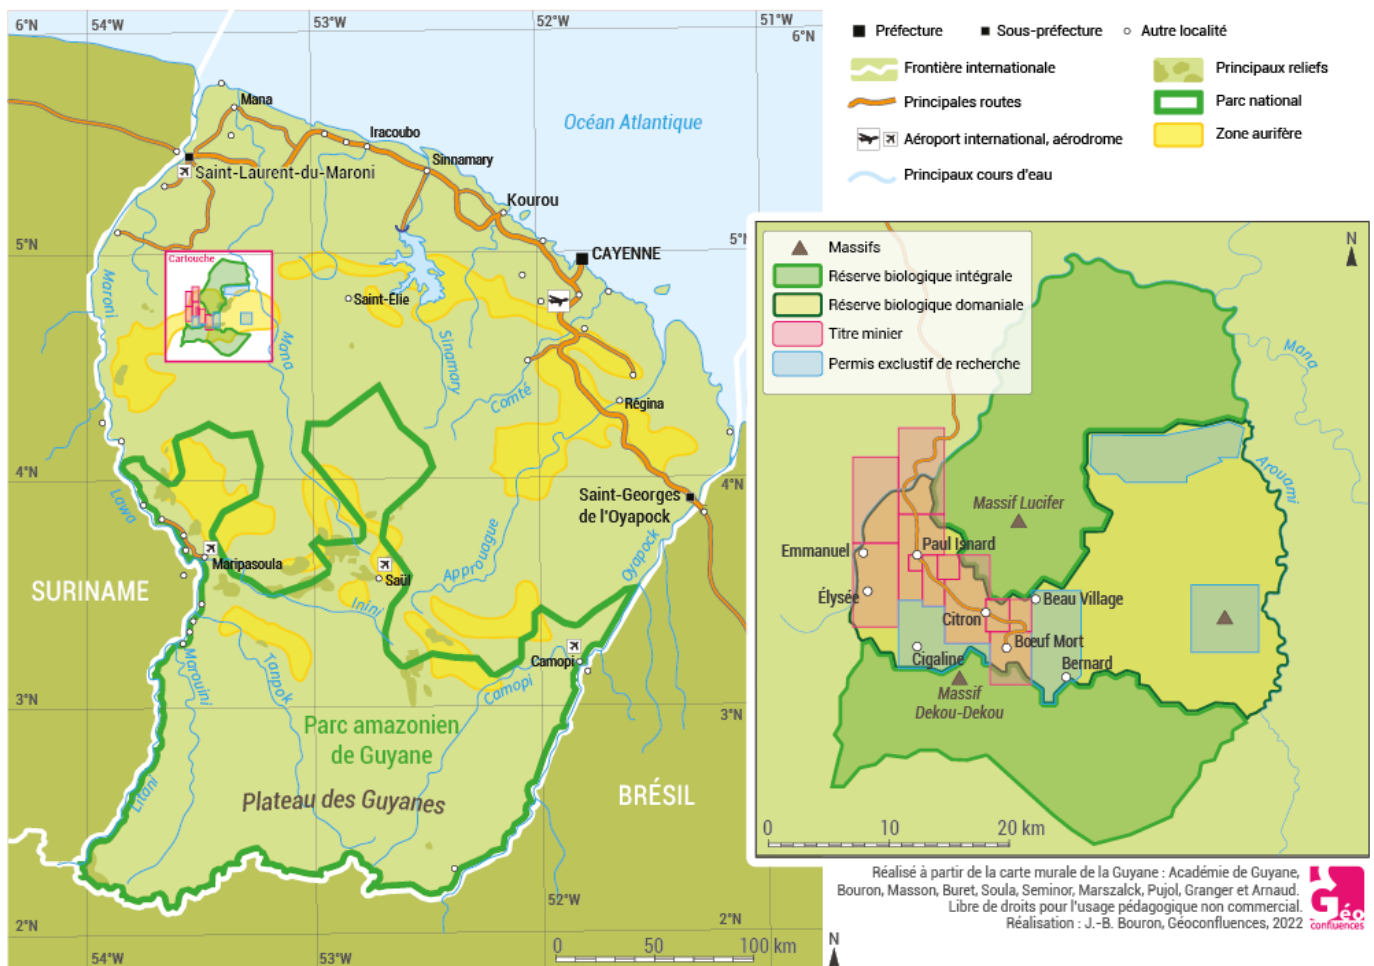 6°N
54°W
53°W
52°W
51°W
6°N
Préfecture
Sous-préfecture
Autre localité
Frontière internationale
Principaux reliefs
Principales routes
Parc national
Aéroport international, aérodrome
Zone aurifère
Principaux cours d'eau
Océan Atlantique
Mana
Iracoubo
Sinnamary
Saint-Laurent-du-Maroni
Kourou
5°N
5°N
CAYENNE
Cartouche
Maroni
Saint-Élie
Mana
Sinamary
Comté
Régina
4°N
4°N
Lawa
Saint-Georges
de l'Oyapock
Approuague
Oyapock
Maripasoula
Saül
Inini
SURINAME
Camopi
Camopi
Marouini
Tanpok
3°N
3°N
Parc amazonien
de Guyane
Litani
Plateau des Guyanes
BRÉSIL
52°W
2°N
2°N
0
50
100 km
54°W
53°W
N
Massifs
Réserve biologique intégrale
Réserve biologique domaniale
Titre minier
Permis exclusif de recherche
N
Mana
Arouami
Massif Lucifer
Emmanuel
Paul Isnard
Élysée
Beau Village
Citron
Bœuf Mort
Cigaline
Bernard
Massif
Dekou-Dekou
0
10
20 km
Réalisé à partir de la carte murale de la Guyane : Académie de Guyane,
Bouron, Masson, Buret, Soula, Seminor, Marszalck, Pujol, Granger et Arnaud.
Libre de droits pour l'usage pédagogique non commercial.
Réalisation : J.-B. Bouron, Géoconfluences, 2022
Géo
confluences